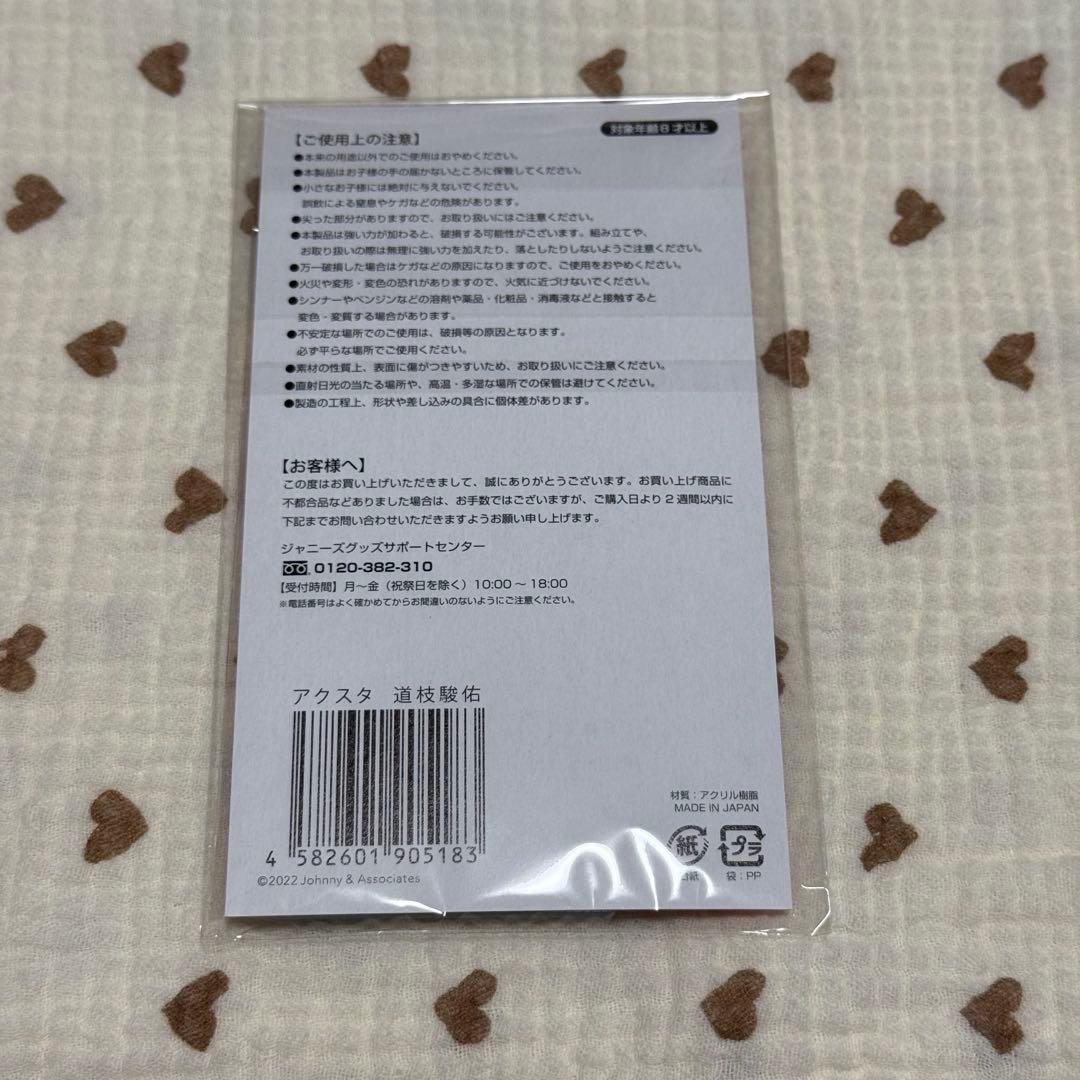 対象年齢8才以上
【ご使用上の注意】
●本来の用途以外でのご使用はおやめください。
●本製品はお子様の手の届かないところに保管してください。
●小さなお子様には絶対に与えないでください。
誤飲による窒息やケガなどの危険があります。
●尖った部分がありますので、お取り扱いにはご注意ください。
●本製品は強い力が加わると、破損する可能性がございます。組み立てや、
お取り扱いの際は無理に強い力を加えたり、落としたりしないようご注意ください。
●万一破損した場合はケガなどの原因になりますので、ご使用をおやめください。
●火災や変形・変色の恐れがありますので、火気に近づけないでください。
●シンナーやベンジンなどの溶剤や薬品・化粧品・消毒液などと接触すると
変色・変質する場合があります。
●不安定な場所でのご使用は、破損等の原因となります。
必ず平らな場所でご使用ください。
●素材の性質上、表面に傷がつきやすいため、お取り扱いにご注意ください。
●直射日光の当たる場所や、高温・多湿な場所での保管は避けてください。
●製造の工程上、形状や差し込みの具合に個体差があります。
【お客様へ】
この度はお買い上げいただきまして、誠にありがとうございます。お買い上げ商品に
不都合品などありました場合は、お手数ではございますが、ご購入日より2週間以内に
下記までお問い合わせいただきますようお願い申し上げます。
ジャニーズグッズサポートセンター
0120-382-310
【受付時間】月～金（祝祭日を除く）10:00～18:00
※電話番号はよく確かめてからお間違いのないようにご注意ください。
アクスタ 道枝駿佑
4 582601 905183
©2022 Johnny & Associates
材質：アクリル樹脂
MADE IN JAPAN
紙 プラ
袋：PP